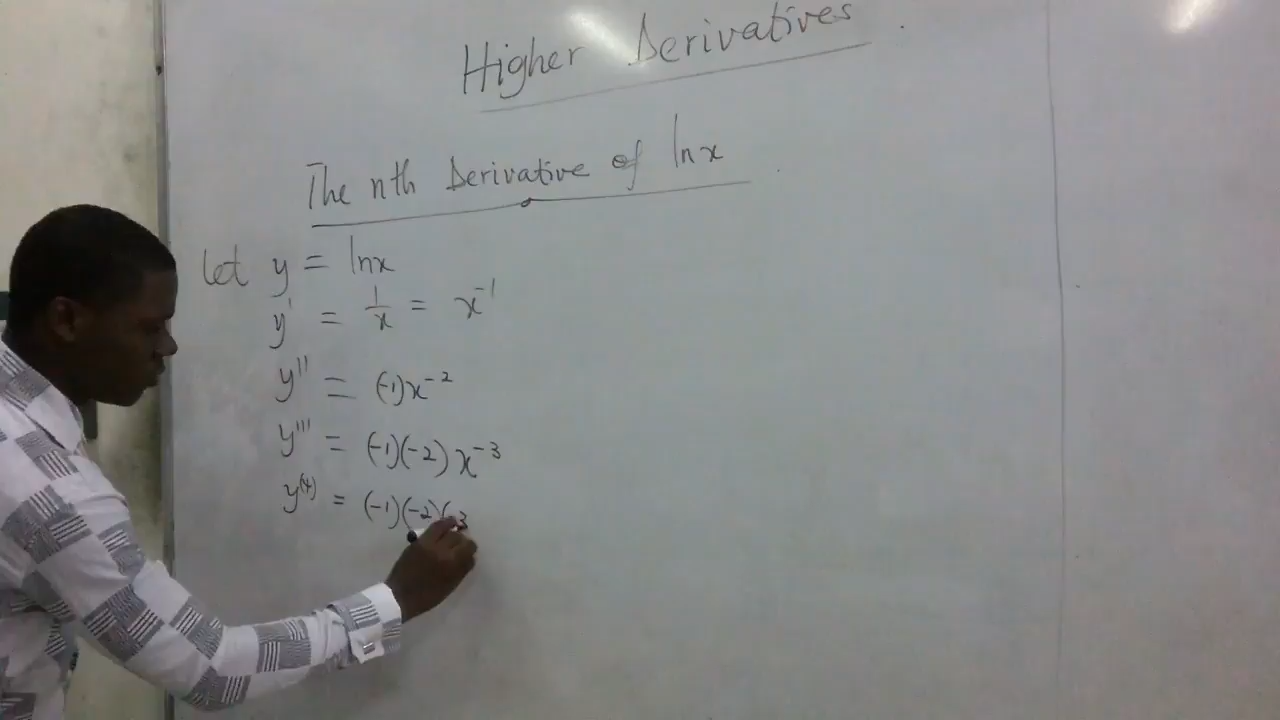 Higher Derivatives
The nth Derivative of lnx
let y = lnx
y' = 1/x = x⁻¹
y'' = (-1)x⁻²
y''' = (-1)(-2)x⁻³
y⁽⁴⁾ = (-1)(-2)(-3